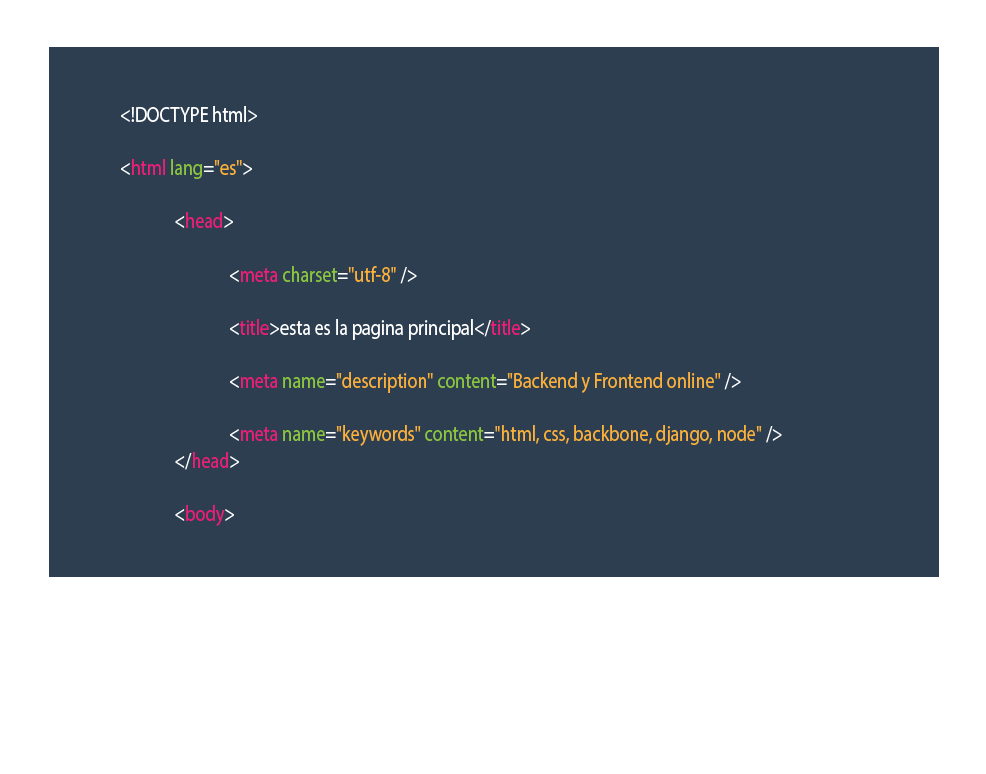 <!DOCTYPE html>
<html lang="es">
<head>
<meta charset="utf-8" />
<title>esta es la pagina principal</title>
<meta name="description" content="Backend y Frontend online" />
<meta name="keywords" content="html, css, backbone, django, node" />
</head>
<body>